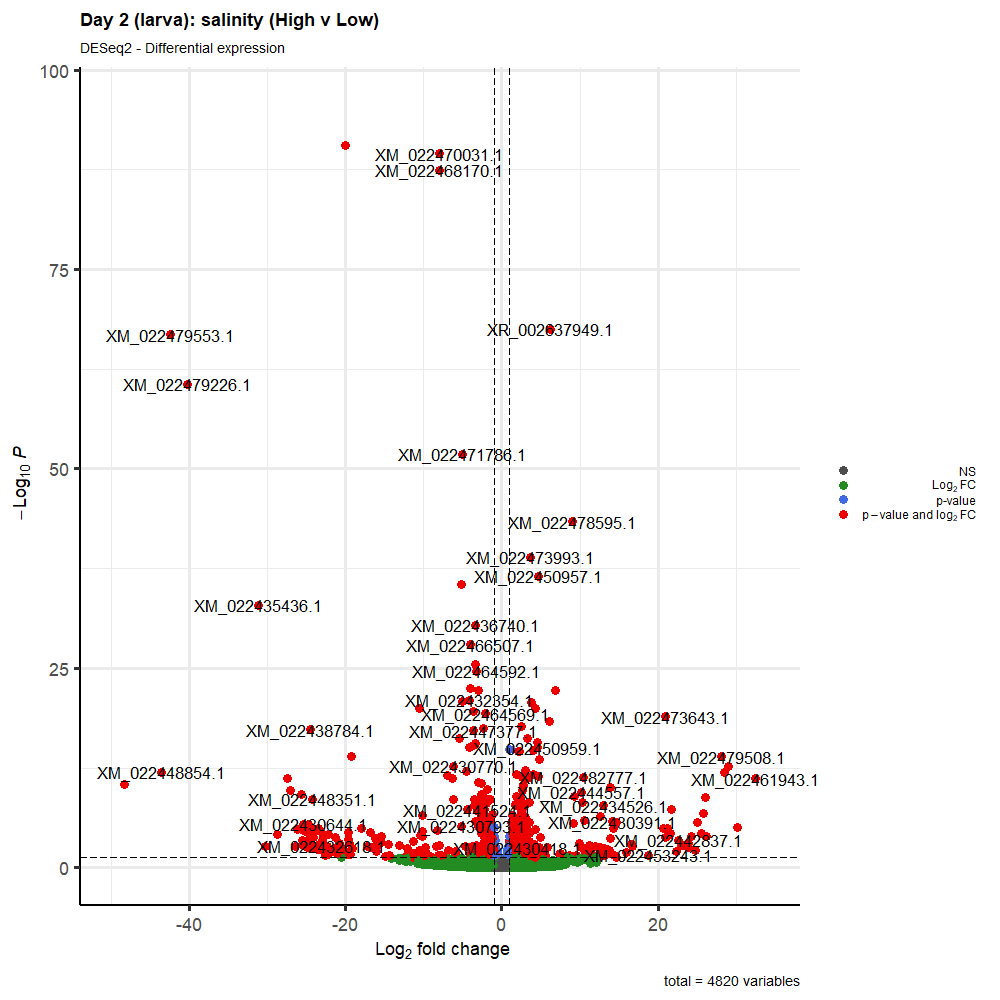 Day 2 (larva): salinity (High v Low)
DESeq2 - Differential expression
100
75
50
25
0
−Log10 P
XM_022470031.1
XM_022468170.1
XM_022479553.1
XR_002637949.1
XM_022479226.1
XM_022471786.1
XM_022478595.1
XM_022473993.1
XM_022450957.1
XM_022435436.1
XM_022436740.1
XM_022466507.1
XM_022464592.1
XM_022432354.1
XM_022464569.1
XM_022473643.1
XM_022438784.1
XM_022447377.1
XM_022450959.1
XM_022479508.1
XM_022430770.1
XM_022448854.1
XM_022482777.1
XM_022461943.1
XM_022444557.1
XM_022448351.1
XM_022434526.1
XM_022441524.1
XM_022480391.1
XM_022430644.1
XM_022430793.1
XM_022442837.1
XM_022430418.1
XM_022453243.1
-40
-20
0
20
Log2 fold change
NS
Log2 FC
p-value
p − value and log2 FC
total = 4820 variables